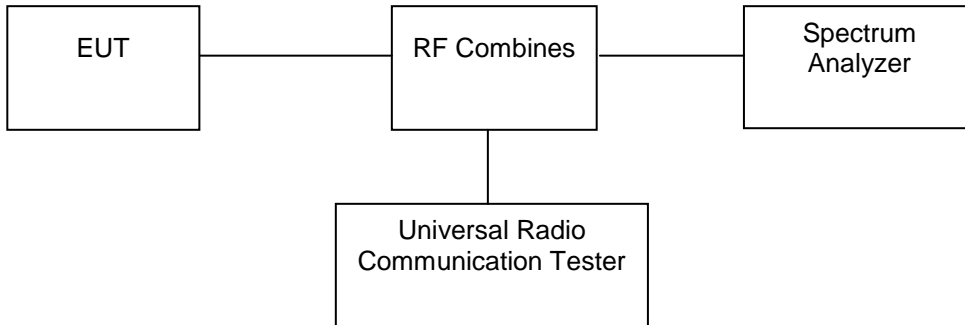 EUT
RF Combines
Spectrum
Analyzer
Universal Radio
Communication Tester